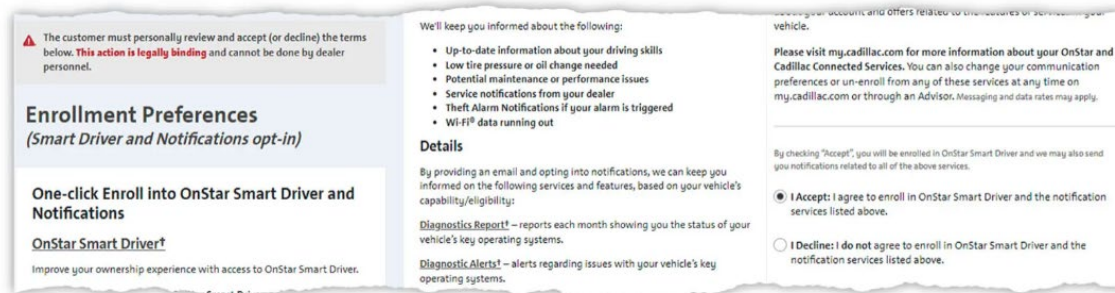 The customer must personally review and accept (or decline) the terms
below. This action is legally binding and cannot be done by dealer
personnel.
Enrollment Preferences
(Smart Driver and Notifications opt-in)
One-click Enroll into OnStar Smart Driver and
Notifications
OnStar Smart Driver†
Improve your ownership experience with access to OnStar Smart Driver.
We'll keep you informed about the following:
• Up-to-date information about your driving skills
• Low tire pressure or oil change needed
• Potential maintenance or performance issues
• Service notifications from your dealer
• Theft Alarm Notifications if your alarm is triggered
• Wi-Fi® data running out
Details
By providing an email and opting into notifications, we can keep you
informed on the following services and features, based on your vehicle's
capability/eligibility:
Diagnostics Report† – reports each month showing you the status of your
vehicle's key operating systems.
Diagnostic Alerts† – alerts regarding issues with your vehicle's key
operating systems.
account and offers related to the
vehicle.
Please visit my.cadillac.com for more information about your OnStar and
Cadillac Connected Services. You can also change your communication
preferences or un-enroll from any of these services at any time on
my.cadillac.com or through an Advisor. Messaging and data rates may apply.
By checking "Accept", you will be enrolled in OnStar Smart Driver and we may also send
you notifications related to all of the above services.
I Accept: I agree to enroll in OnStar Smart Driver and the notification
services listed above.
I Decline: I do not agree to enroll in OnStar Smart Driver and the
notification services listed above.